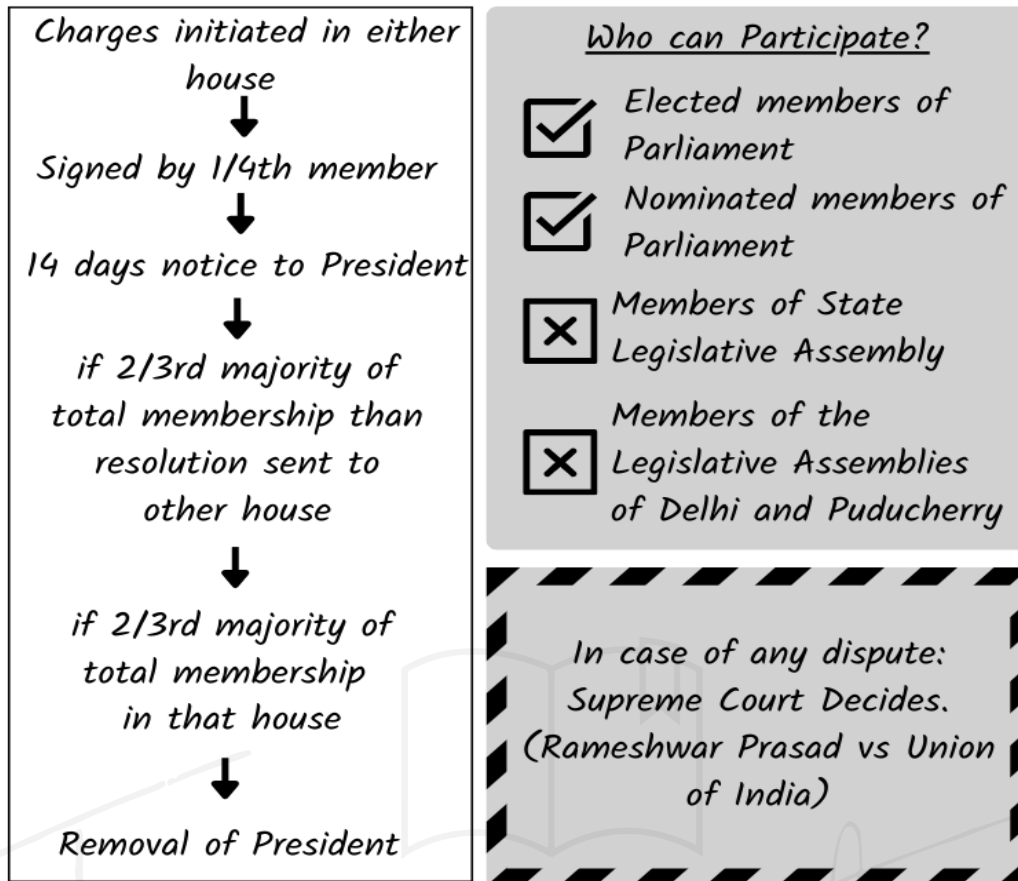 Charges initiated in either
house
Signed by 1/4th member
14 days notice to President
if 2/3rd majority of
total membership than
resolution sent to
other house
if 2/3rd majority of
total membership
in that house
Removal of President
Who can Participate?
Elected members of
Parliament
Nominated members of
Parliament
Members of State
Legislative Assembly
Members of the
Legislative Assemblies
of Delhi and Puducherry
In case of any dispute:
Supreme Court Decides.
(Rameshwar Prasad vs Union
of India)